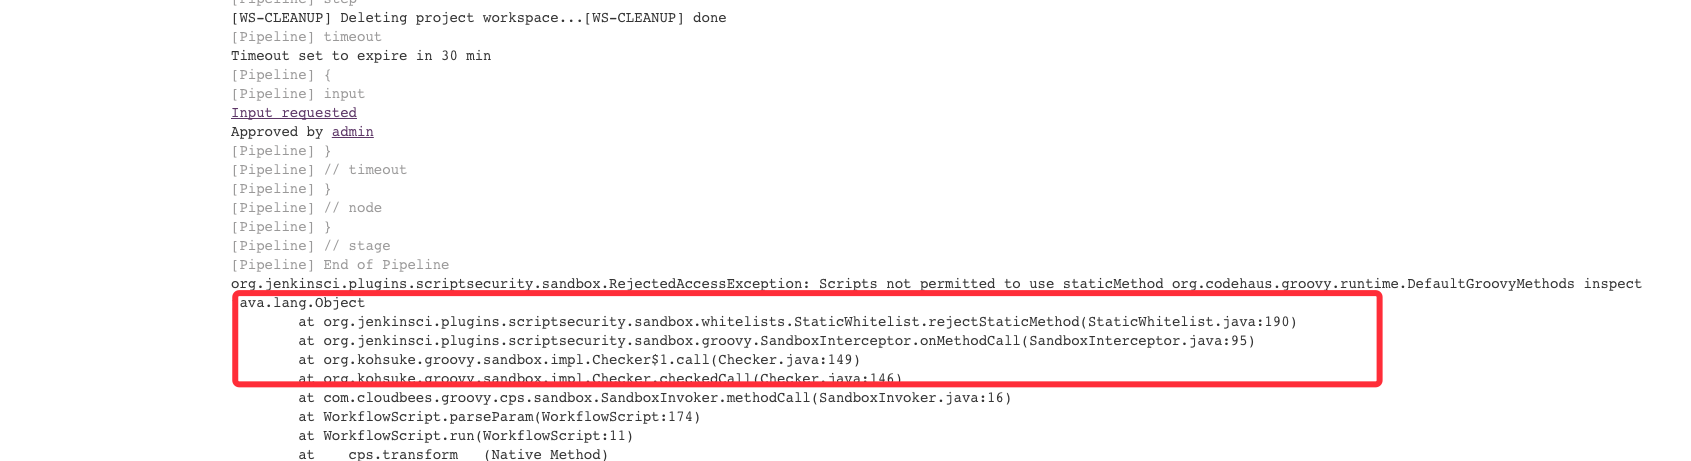 [Pipeline] step
[WS-CLEANUP] Deleting project workspace...[WS-CLEANUP] done
[Pipeline] timeout
Timeout set to expire in 30 min
[Pipeline] {
[Pipeline] input
Input requested
Approved by admin
[Pipeline] }
[Pipeline] // timeout
[Pipeline] }
[Pipeline] // node
[Pipeline] }
[Pipeline] // stage
[Pipeline] End of Pipeline
org.jenkinsci.plugins.scriptsecurity.sandbox.RejectedAccessException: Scripts not permitted to use staticMethod org.codehaus.groovy.runtime.DefaultGroovyMethods inspect
ava.lang.Object
at org.jenkinsci.plugins.scriptsecurity.sandbox.whitelists.StaticWhitelist.rejectStaticMethod(StaticWhitelist.java:190)
at org.jenkinsci.plugins.scriptsecurity.sandbox.groovy.SandboxInterceptor.onMethodCall(SandboxInterceptor.java:95)
at org.kohsuke.groovy.sandbox.impl.Checker$1.call(Checker.java:149)
at org.kohsuke.groovy.sandbox.impl.Checker.checkedCall(Checker.java:146)
at com.cloudbees.groovy.cps.sandbox.SandboxInvoker.methodCall(SandboxInvoker.java:16)
at WorkflowScript.parseParam(WorkflowScript:174)
at WorkflowScript.run(WorkflowScript:11)
at cps.transform (Native Method)